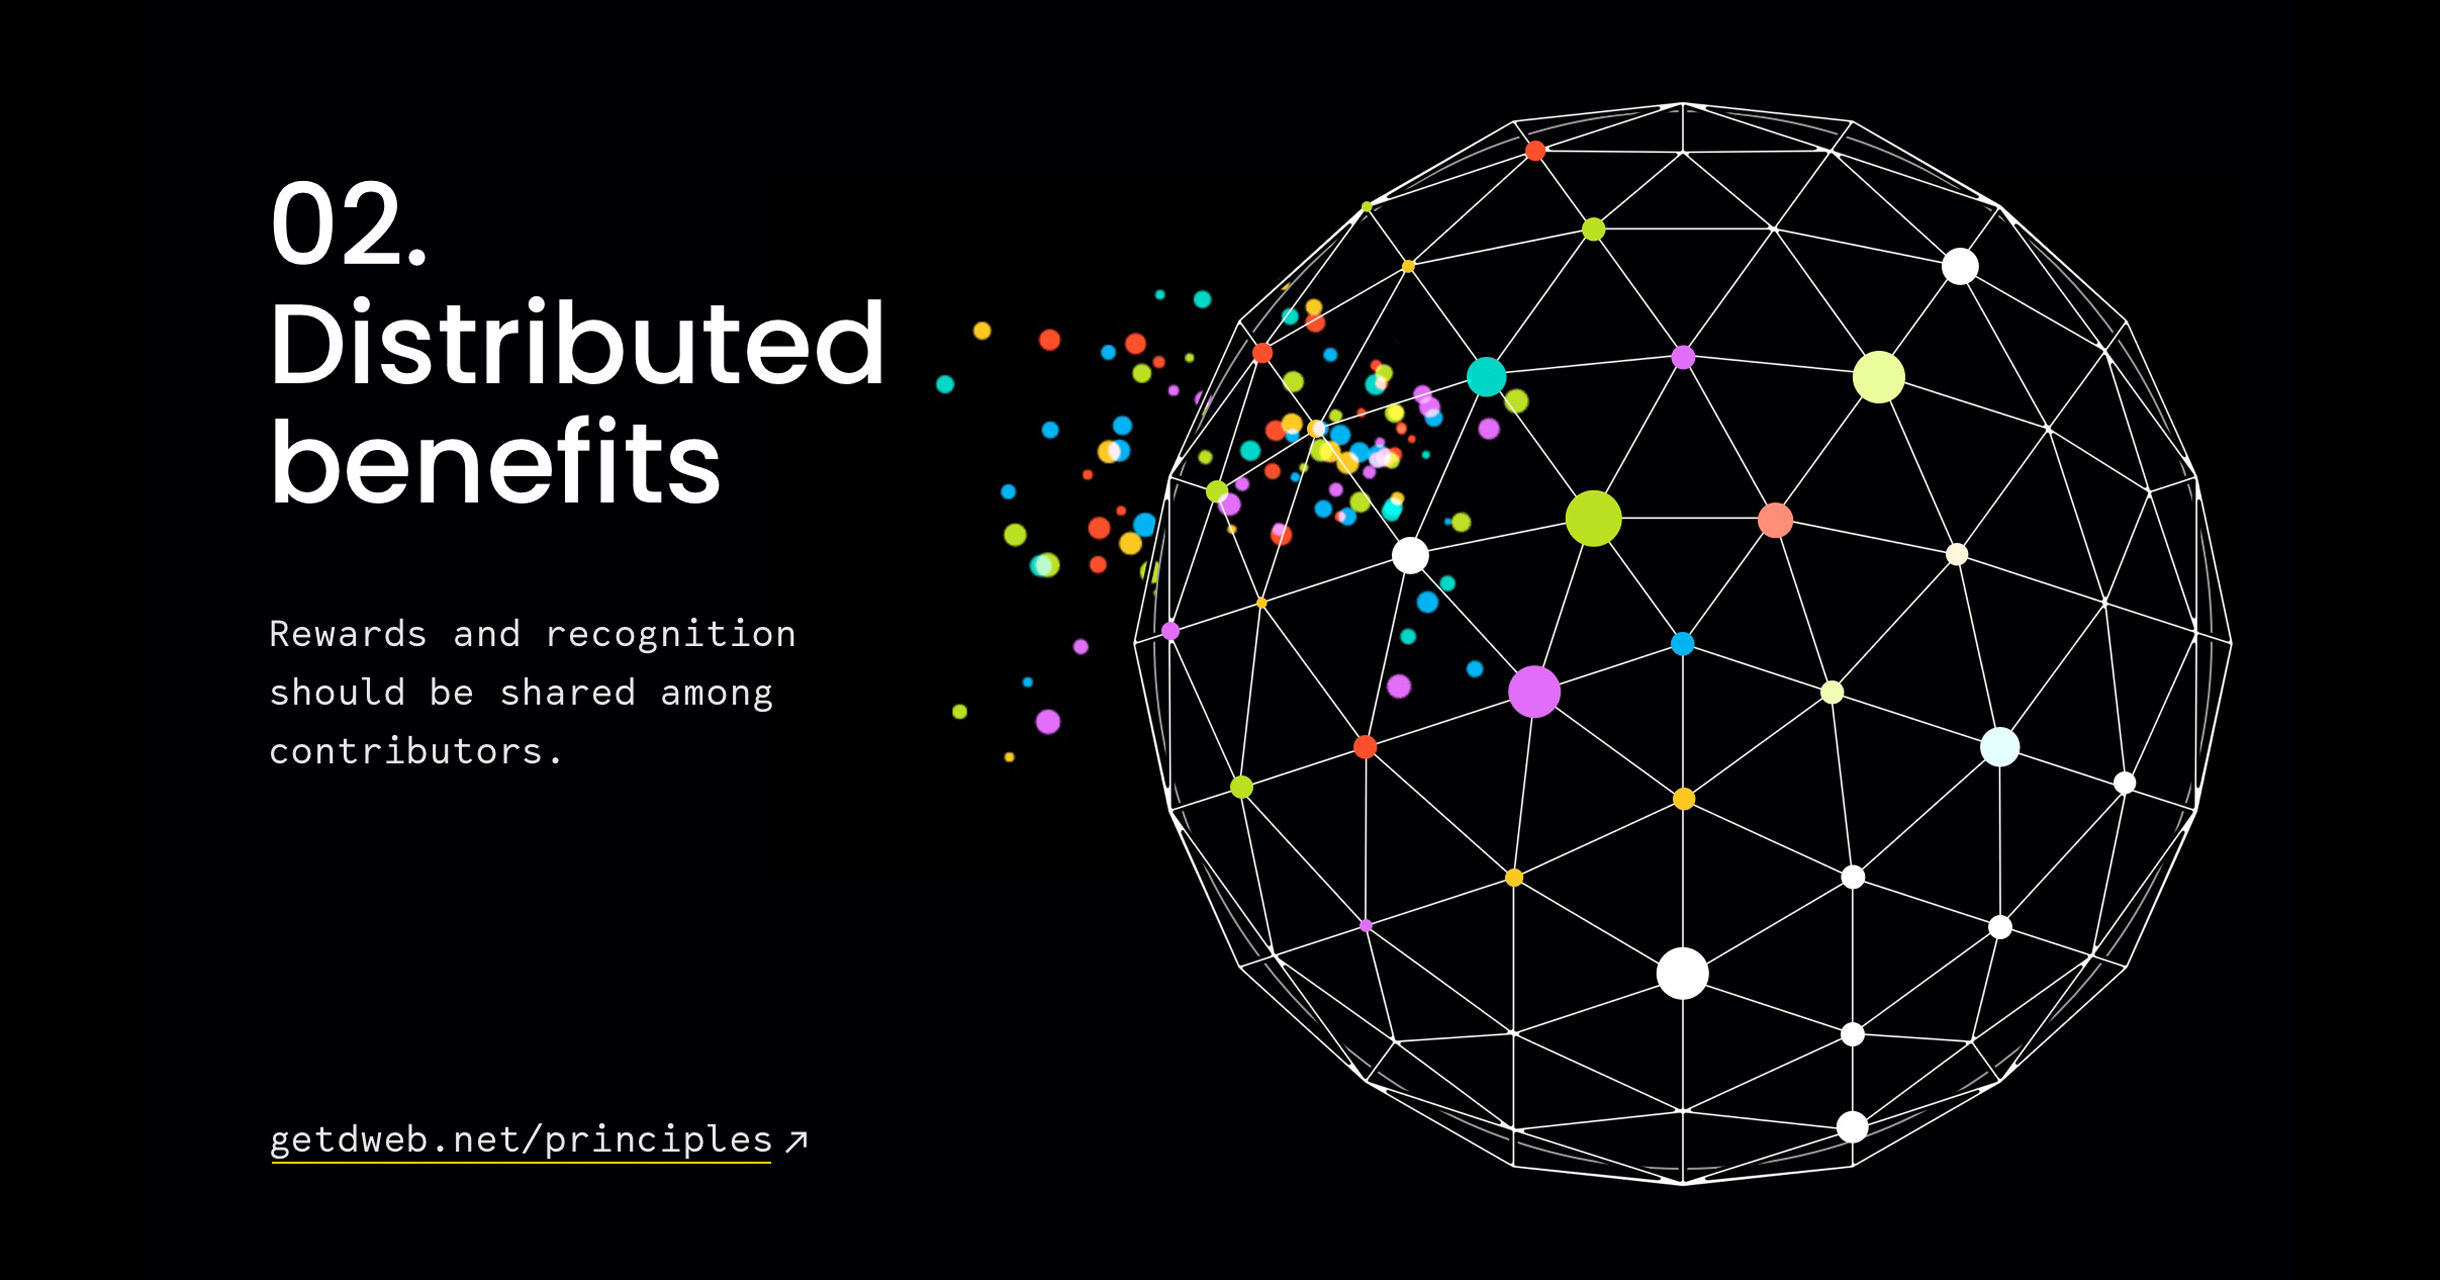 02.
Distributed
benefits
Rewards and recognition
should be shared among
contributors.
getdweb.net/principles ↗